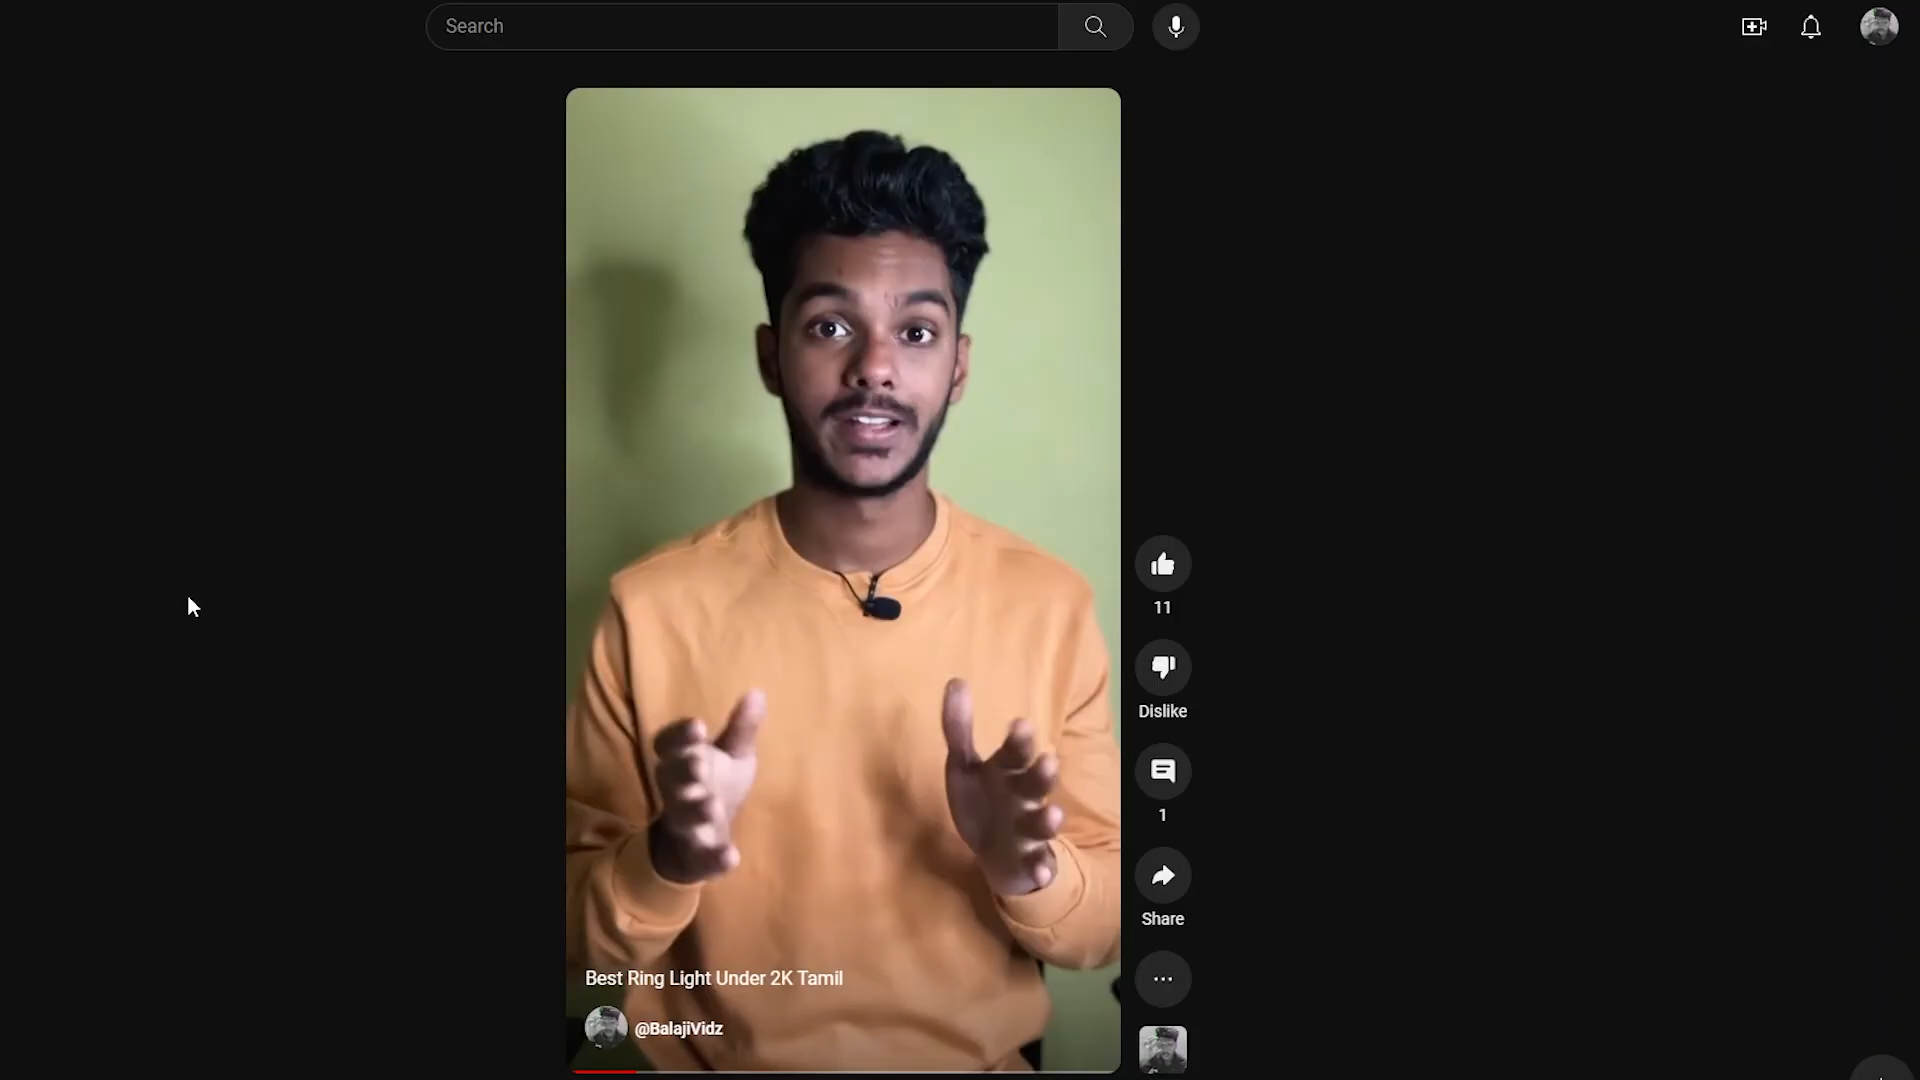 Search
11
Dislike
1
Share
Best Ring Light Under 2K Tamil
@BalajiVidz